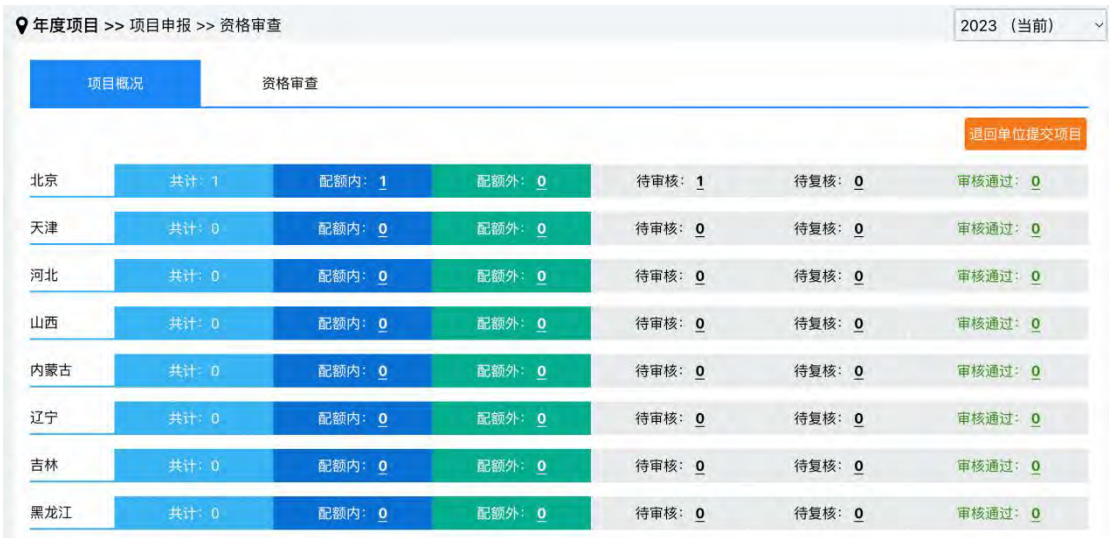 年度项目 >> 项目申报 >> 资格审查 2023 (当前)
项目概况 资格审查
退回单位提交项目
北京 共计: 1 配额内: 1 配额外: 0 待审核: 1 待复核: 0 审核通过: 0
天津 共计: 0 配额内: 0 配额外: 0 待审核: 0 待复核: 0 审核通过: 0
河北 共计: 0 配额内: 0 配额外: 0 待审核: 0 待复核: 0 审核通过: 0
山西 共计: 0 配额内: 0 配额外: 0 待审核: 0 待复核: 0 审核通过: 0
内蒙古 共计: 0 配额内: 0 配额外: 0 待审核: 0 待复核: 0 审核通过: 0
辽宁 共计: 0 配额内: 0 配额外: 0 待审核: 0 待复核: 0 审核通过: 0
吉林 共计: 0 配额内: 0 配额外: 0 待审核: 0 待复核: 0 审核通过: 0
黑龙江 共计: 0 配额内: 0 配额外: 0 待审核: 0 待复核: 0 审核通过: 0